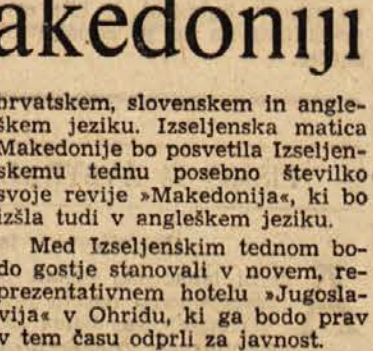 akedoniji
hrvatskem, slovenskem in angle-
škem jeziku. Izseljenska matica
Makedonije bo posvetila Izseljen-
skemu tednu posebno številko
svoje revije »Makedonija«, ki bo
izšla tudi v angleškem jeziku.
Med Izseljenskim tednom bo-
do gostje stanovali v novem, re-
prezentativnem hotelu »Jugosla-
vija« v Ohridu, ki ga bodo prav
v tem času odprli za javnost.